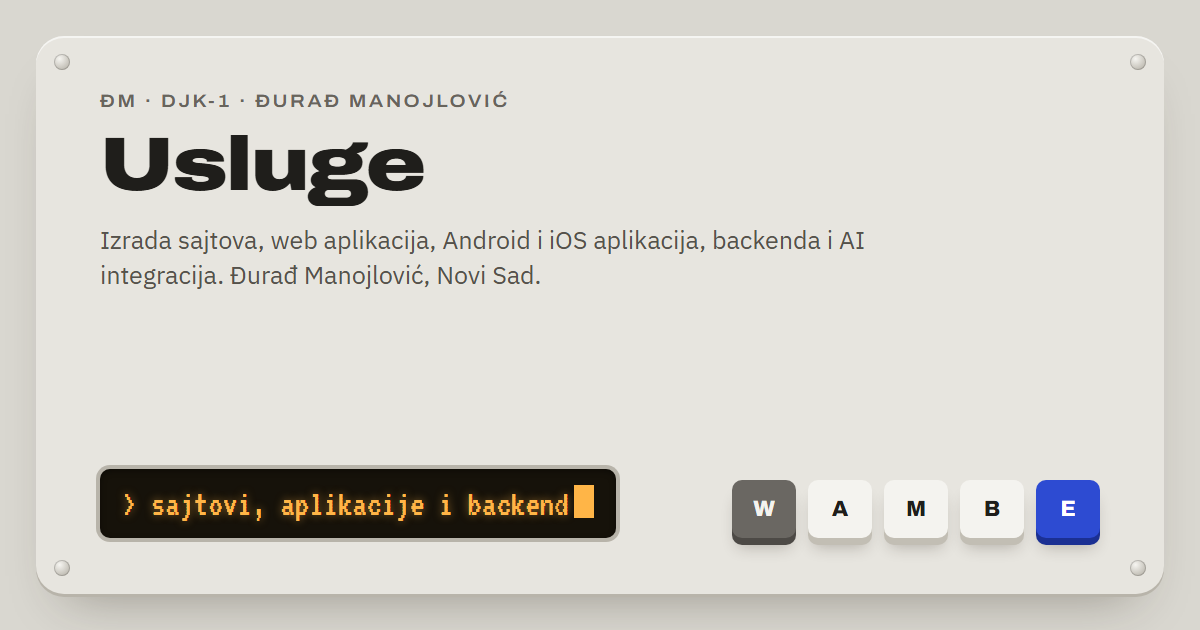 ĐM · DJK-1 · ĐURAĐ MANOJLOVIĆ
Usluge
Izrada sajtova, web aplikacija, Android i iOS aplikacija, backenda i AI
integracija. Đurađ Manojlović, Novi Sad.
> sajtovi, aplikacije i backend
W A M B E